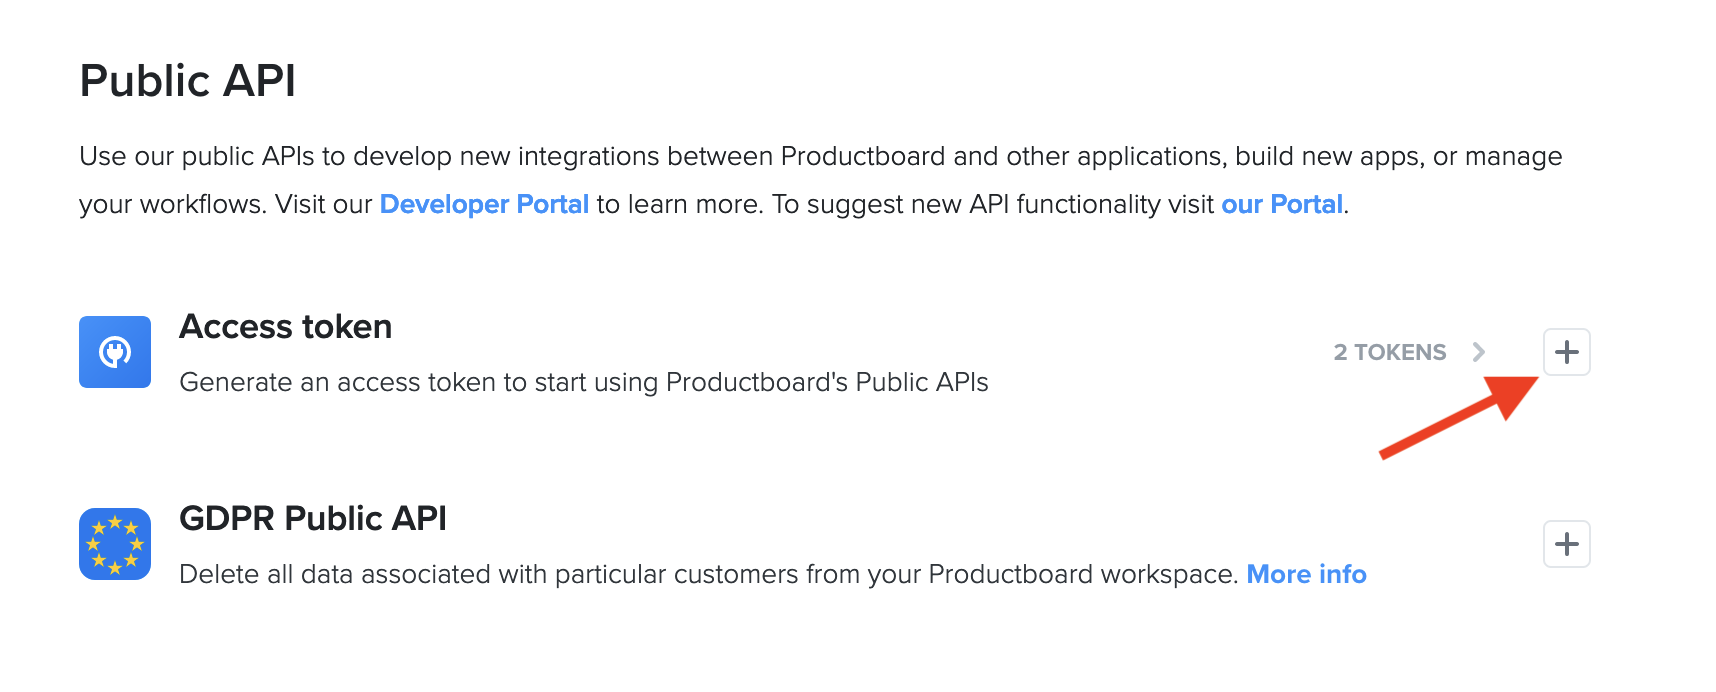 Public API
Use our public APIs to develop new integrations between Productboard and other applications, build new apps, or manage
your workflows. Visit our Developer Portal to learn more. To suggest new API functionality visit our Portal.
Access token
2 TOKENS
Generate an access token to start using Productboard's Public APIs
GDPR Public API
Delete all data associated with particular customers from your Productboard workspace. More info